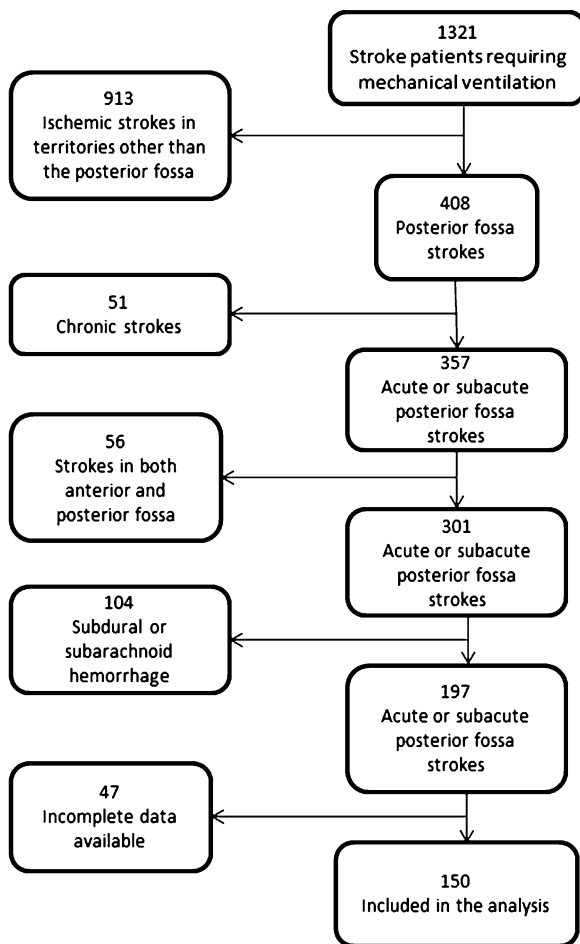 1321
Stroke patients requiring
mechanical ventilation
913
Ischemic strokes in
territories other than
the posterior fossa
408
Posterior fossa
strokes
51
Chronic strokes
357
Acute or subacute
posterior fossa
strokes
56
Strokes in both
anterior and
posterior fossa
301
Acute or subacute
posterior fossa
strokes
104
Subdural or
subarachnoid
hemorrhage
197
Acute or subacute
posterior fossa
strokes
47
Incomplete data
available
150
Included in the analysis